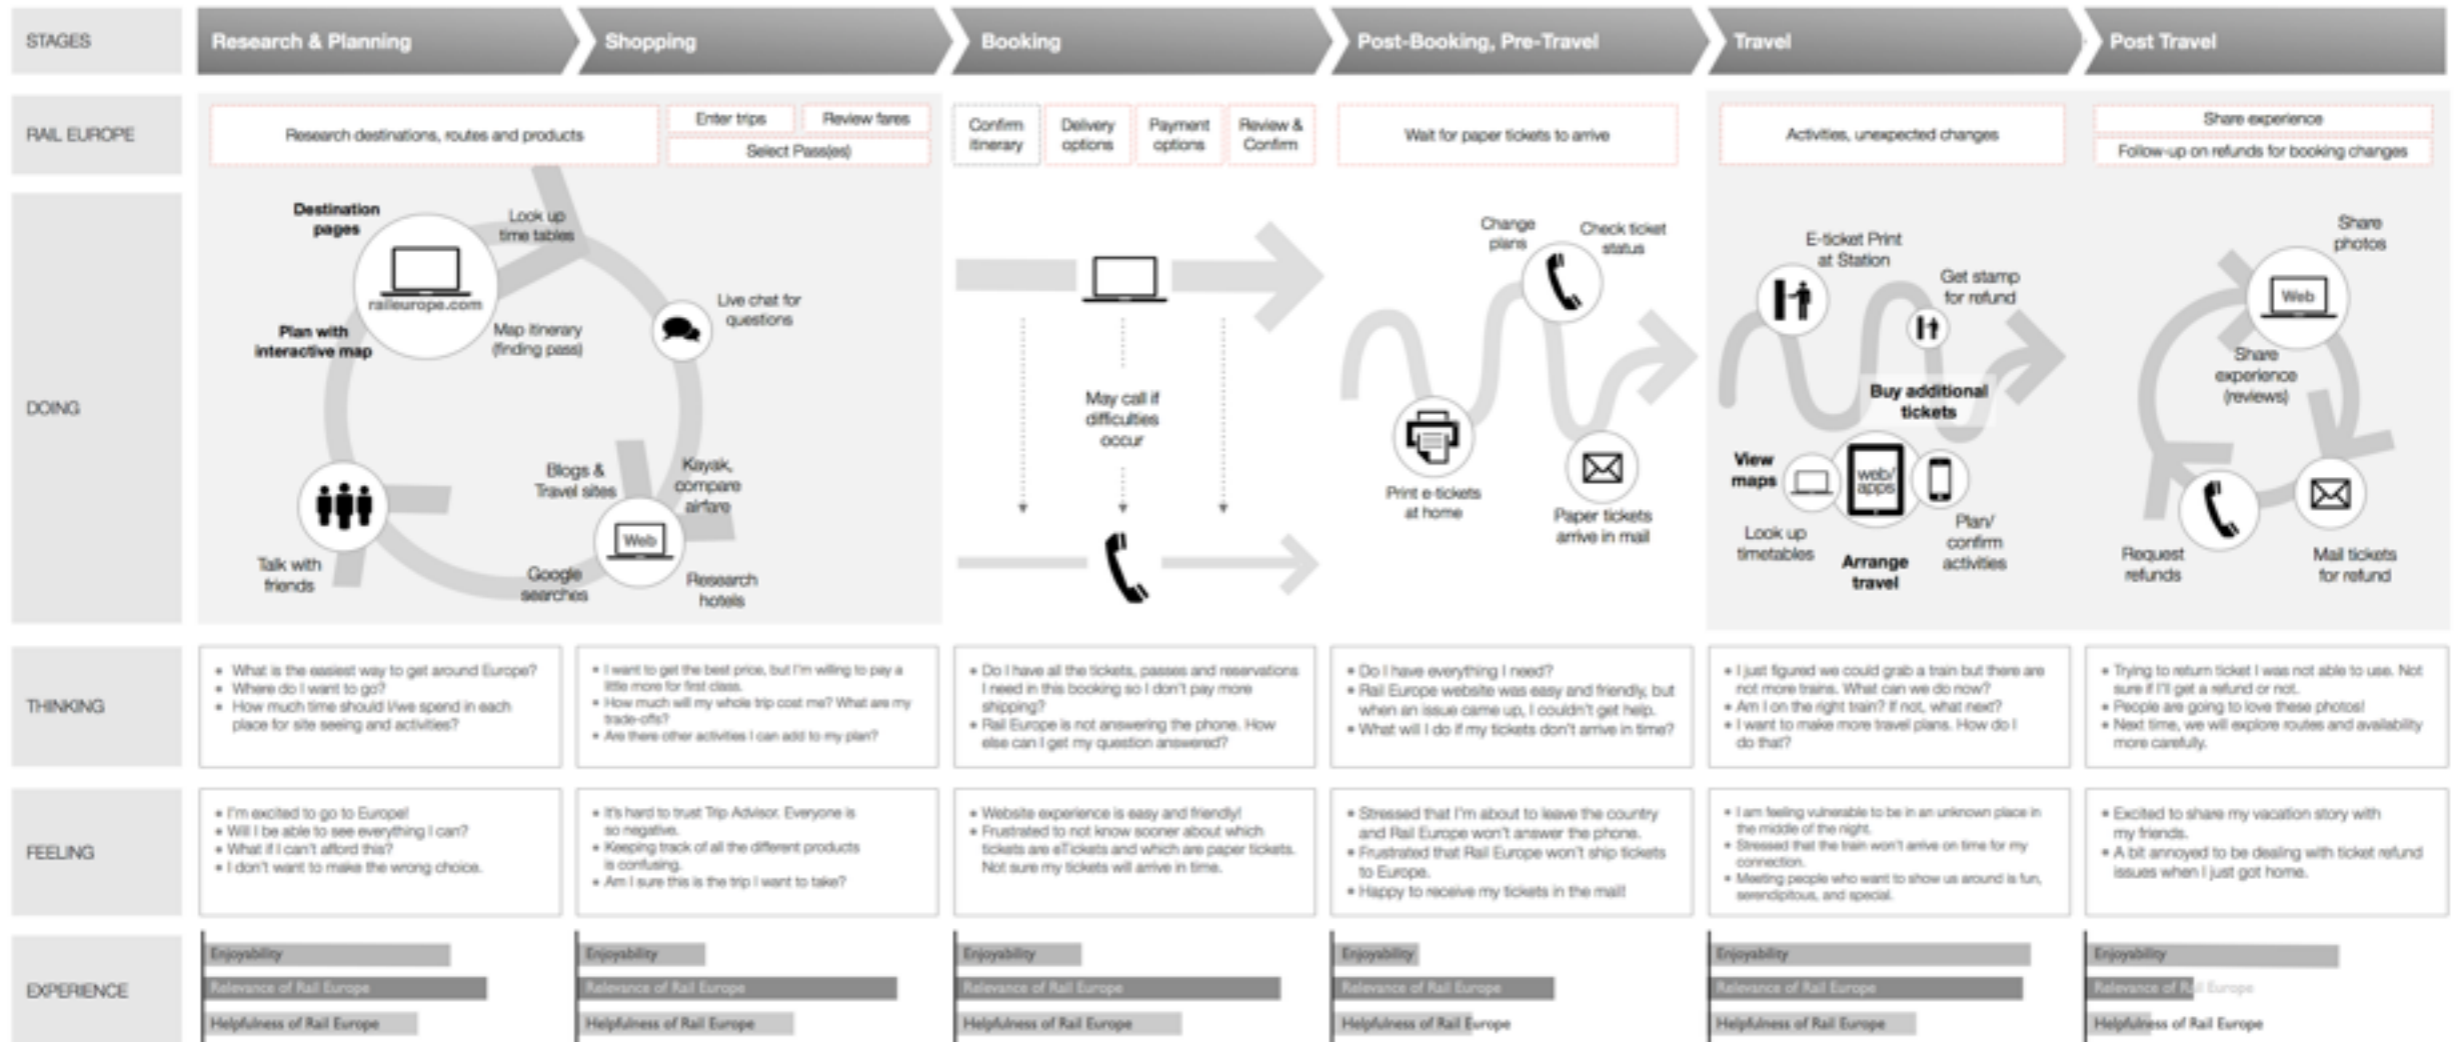 STAGES
Research & Planning
Shopping
Booking
Post-Booking, Pre-Travel
Travel
Post Travel
RAIL EUROPE
Research destinations, routes and products
Enter trips
Review fares
Select Pass(es)
Confirm
itinerary
Delivery
options
Payment
options
Review &
Confirm
Wait for paper tickets to arrive
Activities, unexpected changes
Share experience
Follow-up on refunds for booking changes
DOING
Destination
pages
Look up
time tables
raileurope.com
Plan with
interactive map
Map itinerary
(finding pass)
Live chat for
questions
Blogs &
Travel sites
Kayak,
compare
airfare
Web
Talk with
friends
Google
searches
Research
hotels
May call if
difficulties
occur
Change
plans
Check ticket
status
Print e-tickets
at home
Paper tickets
arrive in mail
E-ticket Print
at Station
Get stamp
for refund
Buy additional
tickets
View
maps
web/
apps
Look up
timetables
Arrange
travel
Plan/
confirm
activities
Share
photos
Web
Share
experience
(reviews)
Request
refunds
Mail tickets
for refund
THINKING
• What is the easiest way to get around Europe?
• Where do I want to go?
• How much time should I/we spend in each
place for site seeing and activities?
• I want to get the best price, but I'm willing to pay a
little more for first class.
• How much will my whole trip cost me? What are my
trade-offs?
• Are there other activities I can add to my plan?
• Do I have all the tickets, passes and reservations
I need in this booking so I don't pay more
shipping?
• Rail Europe is not answering the phone. How
else can I get my question answered?
• Do I have everything I need?
• Rail Europe website was easy and friendly, but
when an issue came up, I couldn't get help.
• What will I do if my tickets don't arrive in time?
• I just figured we could grab a train but there are
not more trains. What can we do now?
• Am I on the right train? If not, what next?
• I want to make more travel plans. How do I
do that?
• Trying to return ticket I was not able to use. Not
sure if I'll get a refund or not.
• People are going to love these photos!
• Next time, we will explore routes and availability
more carefully.
FEELING
• I'm excited to go to Europe!
• Will I be able to see everything I can?
• What if I can't afford this?
• I don't want to make the wrong choice.
• It's hard to trust Trip Advisor. Everyone is
so negative.
• Keeping track of all the different products
is confusing.
• Am I sure this is the trip I want to take?
• Website experience is easy and friendly!
• Frustrated to not know sooner about which
tickets are eTickets and which are paper tickets.
Not sure my tickets will arrive in time.
• Stressed that I'm about to leave the country
and Rail Europe won't answer the phone.
• Frustrated that Rail Europe won't ship tickets
to Europe.
• Happy to receive my tickets in the mail!
• I am feeling vulnerable to be in an unknown place in
the middle of the night.
• Stressed that the train won't arrive on time for my
connection.
• Meeting people who want to show us around is fun,
serendipitous, and special.
• Excited to share my vacation story with
my friends.
• A bit annoyed to be dealing with ticket refund
issues when I just got home.
EXPERIENCE
Enjoyability
Relevance of Rail Europe
Helpfulness of Rail Europe
Enjoyability
Relevance of Rail Europe
Helpfulness of Rail Europe
Enjoyability
Relevance of Rail Europe
Helpfulness of Rail Europe
Enjoyability
Relevance of Rail Europe
Helpfulness of Rail Europe
Enjoyability
Relevance of Rail Europe
Helpfulness of Rail Europe
Enjoyability
Relevance of Rail Europe
Helpfulness of Rail Europe